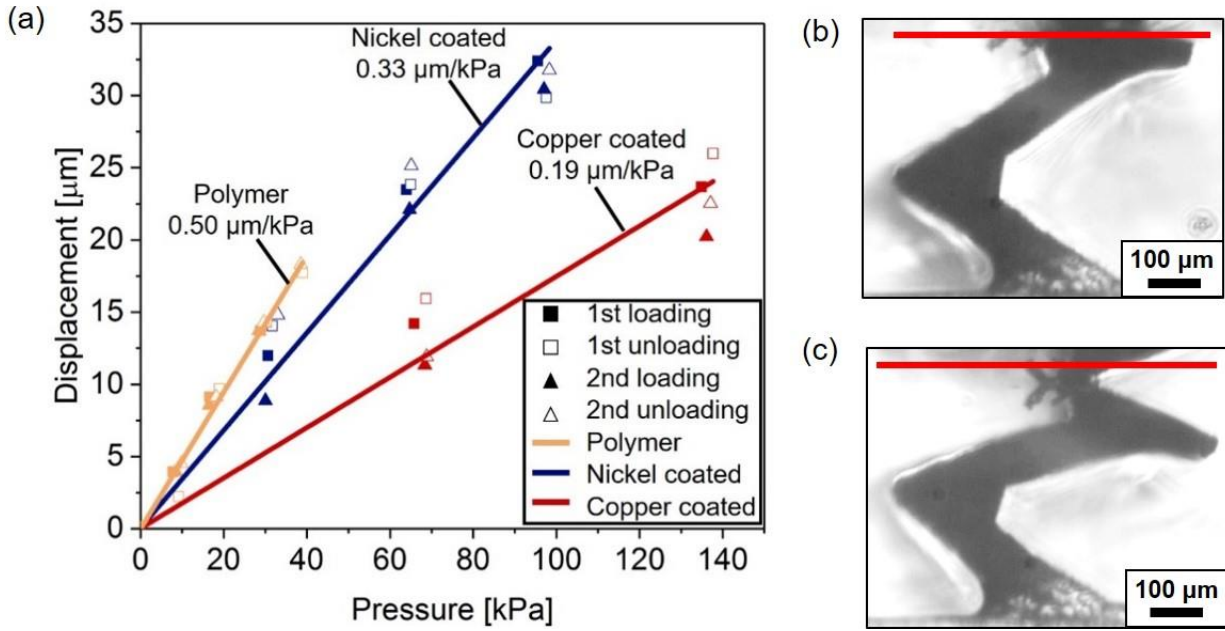 (a)
35
30
25
20
15
10
5
0
Displacement [μm]
Nickel coated
0.33 μm/kPa
Copper coated
0.19 μm/kPa
Polymer
0.50 μm/kPa
1st loading
1st unloading
2nd loading
2nd unloading
Polymer
Nickel coated
Copper coated
0 20 40 60 80 100 120 140
Pressure [kPa]
(b)
100 μm
(c)
100 μm